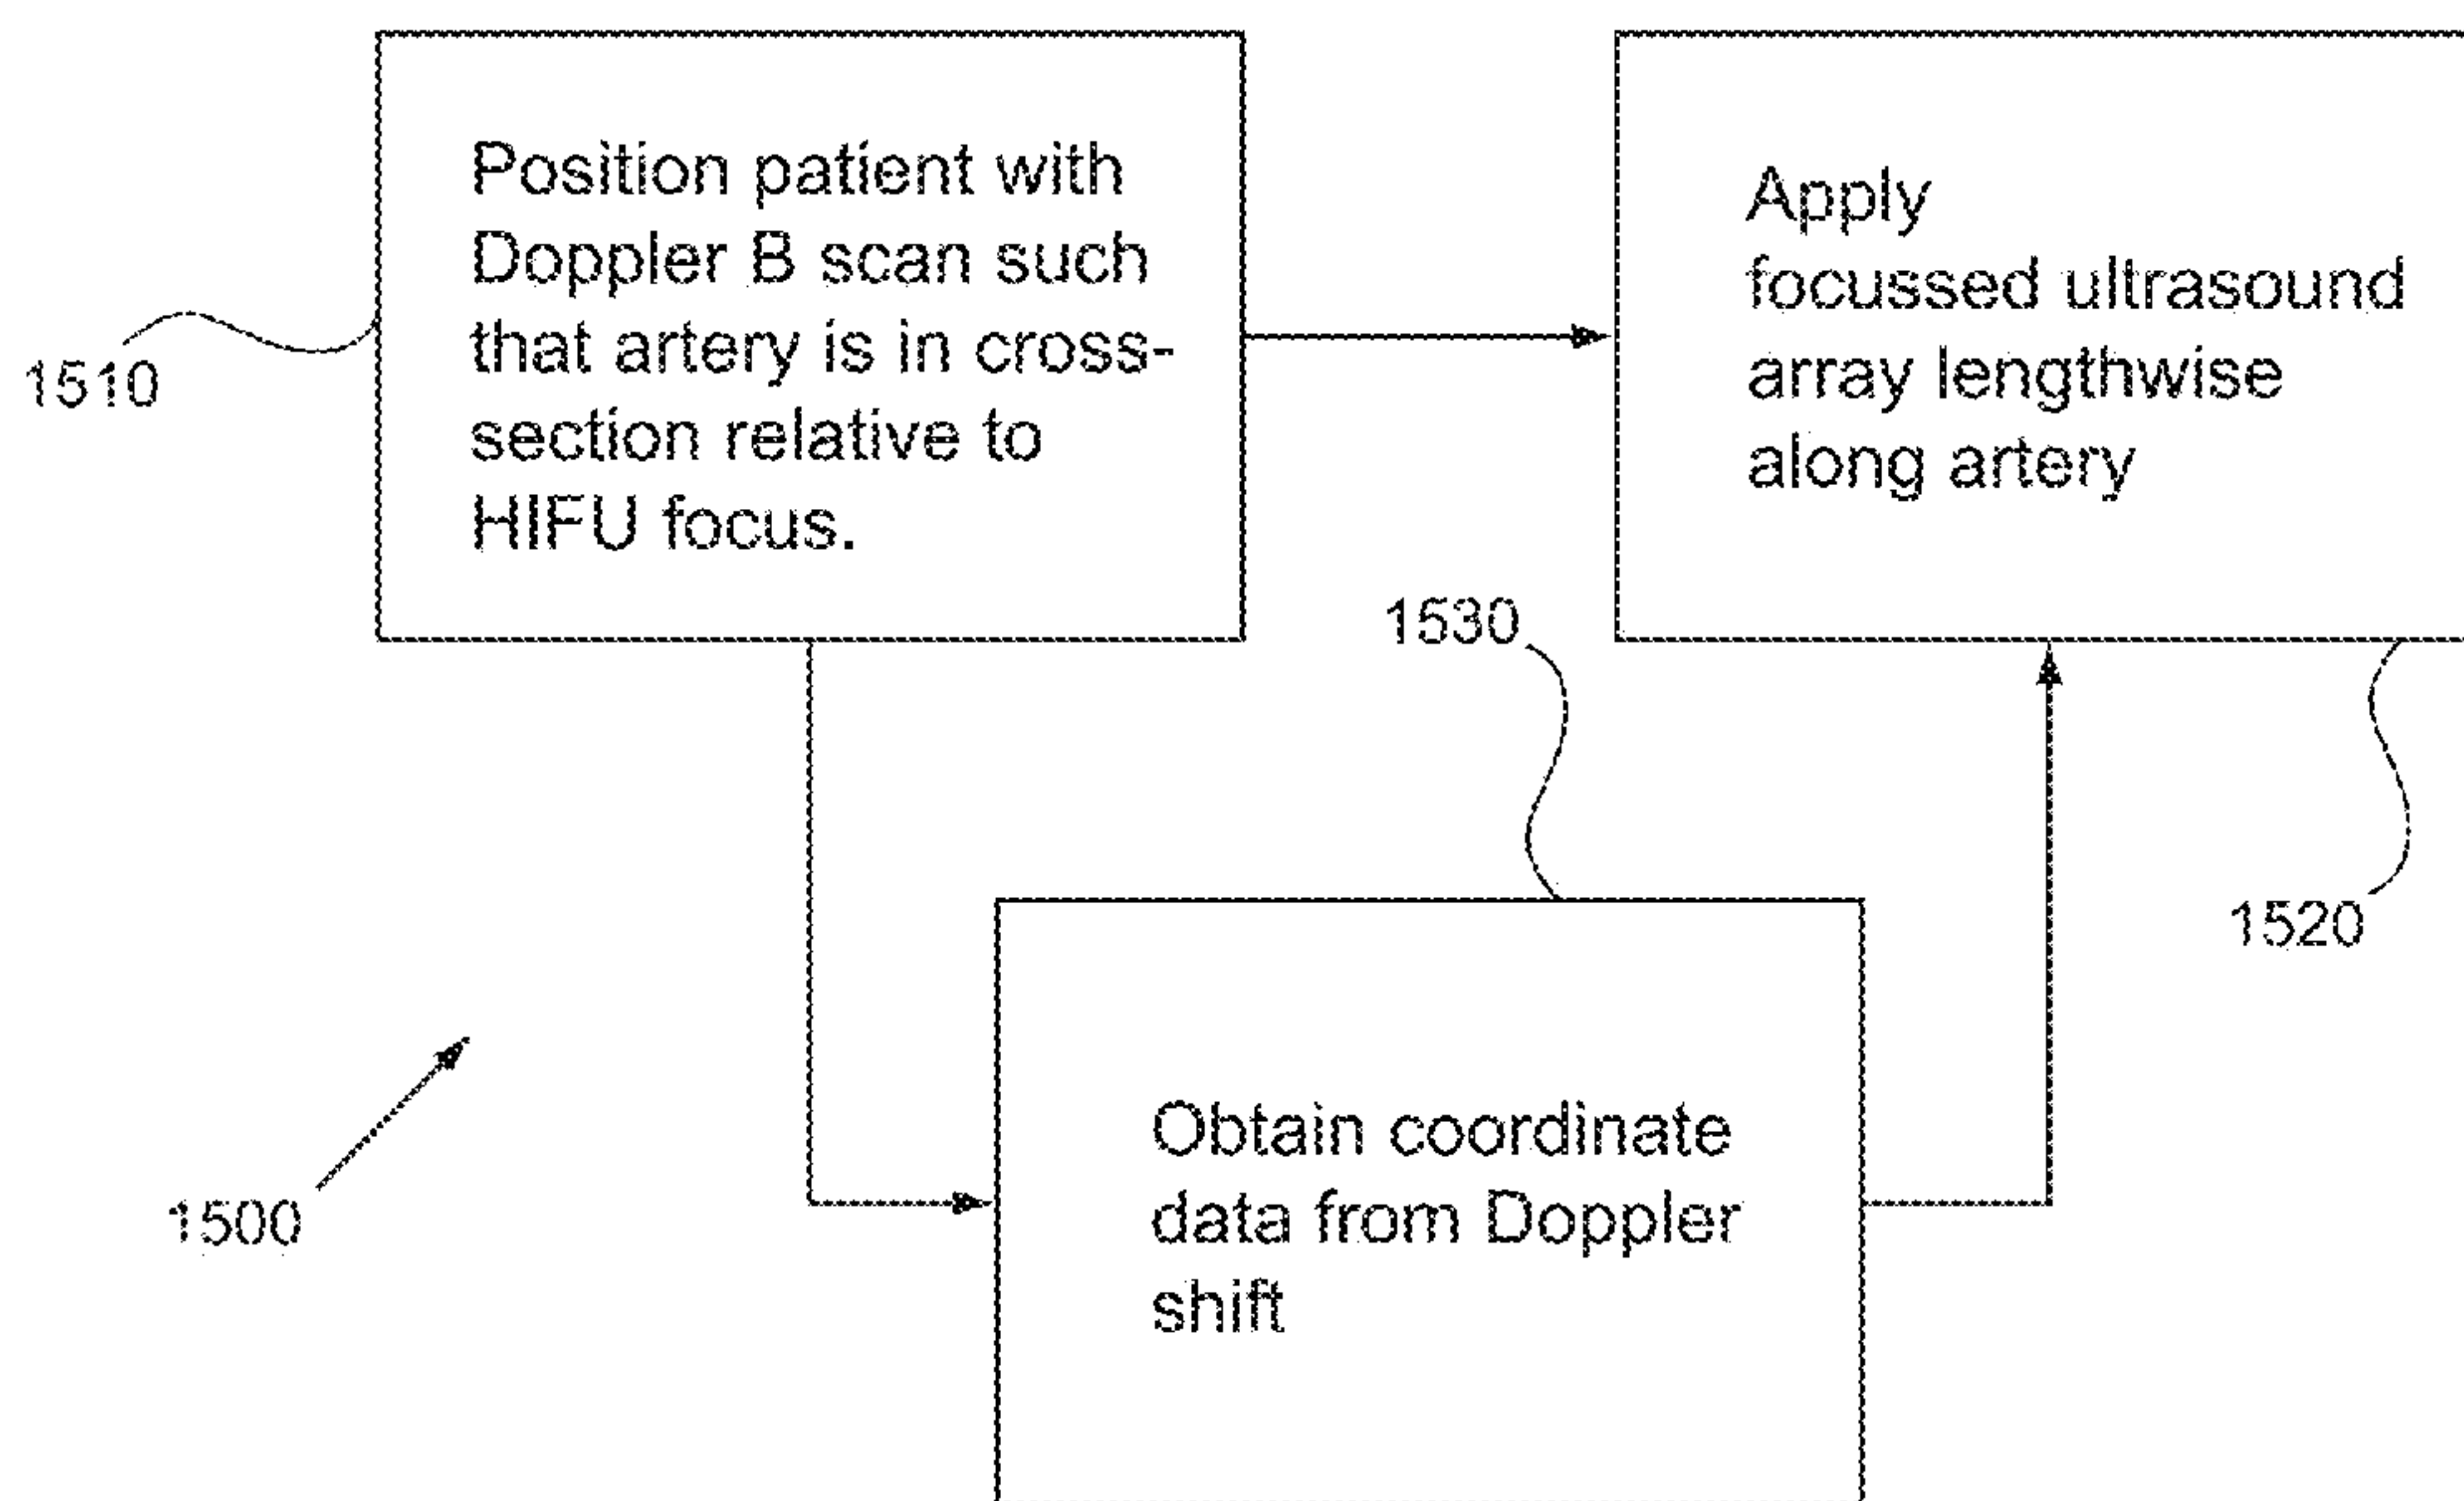 Position patient with
Doppler B scan such
that artery is in cross-
section relative to
HIFU focus.
1510
Apply
focussed ultrasound
array lengthwise
along artery
1530
1520
Obtain coordinate
data from Doppler
shift
1500